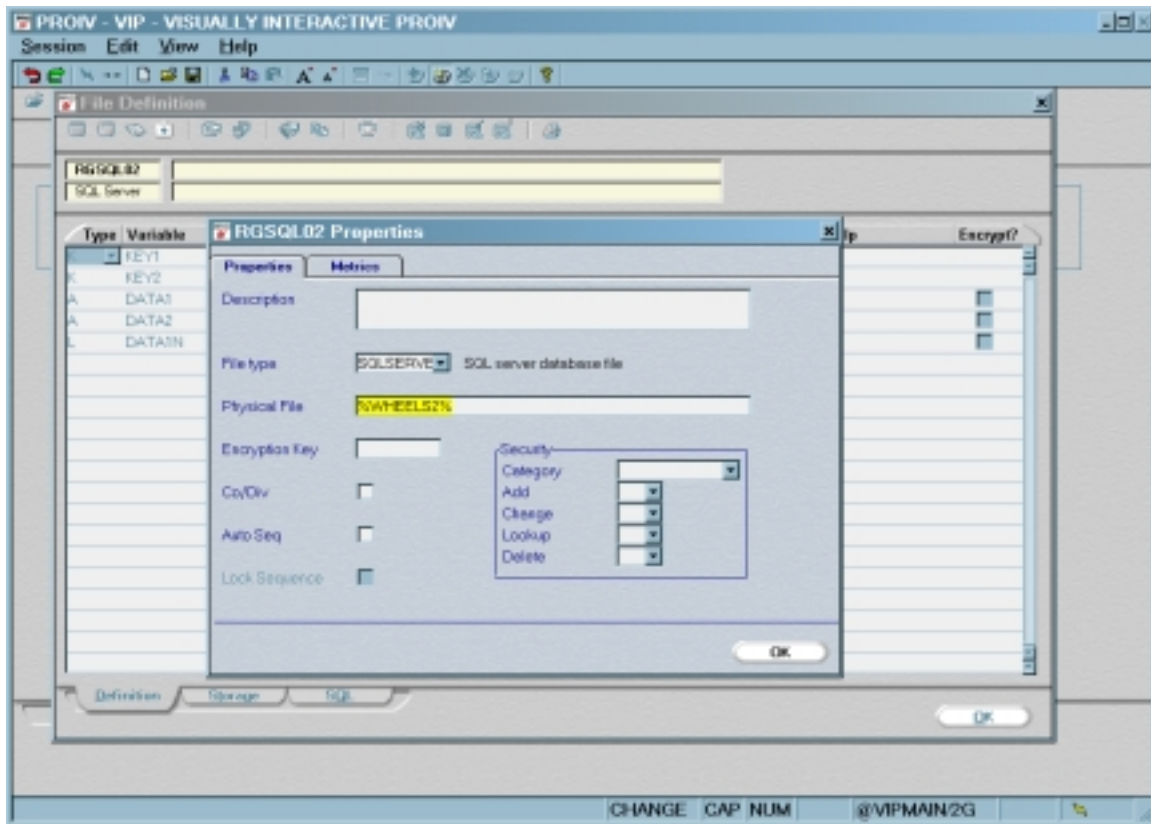 PROIV - VIP - VISUALLY INTERACTIVE PROIV
Session Edit View Help
File Definition
RGSQL02
SQL Server
Type Variable
Encrypt?
K KEY1
K KEY2
A DATA1
A DATA2
L DATA1N
RGSQL02 Properties
Properties Metrics
Description
File type SQLSERVE SQL server database file
Physical File %WHEELS2%
Encryption Key
Co/Div
Auto Seq
Lock Sequence
Security
Category
Add
Change
Lookup
Delete
OK
Definition Storage SQL
OK
CHANGE CAP NUM @VIPMAIN/2G